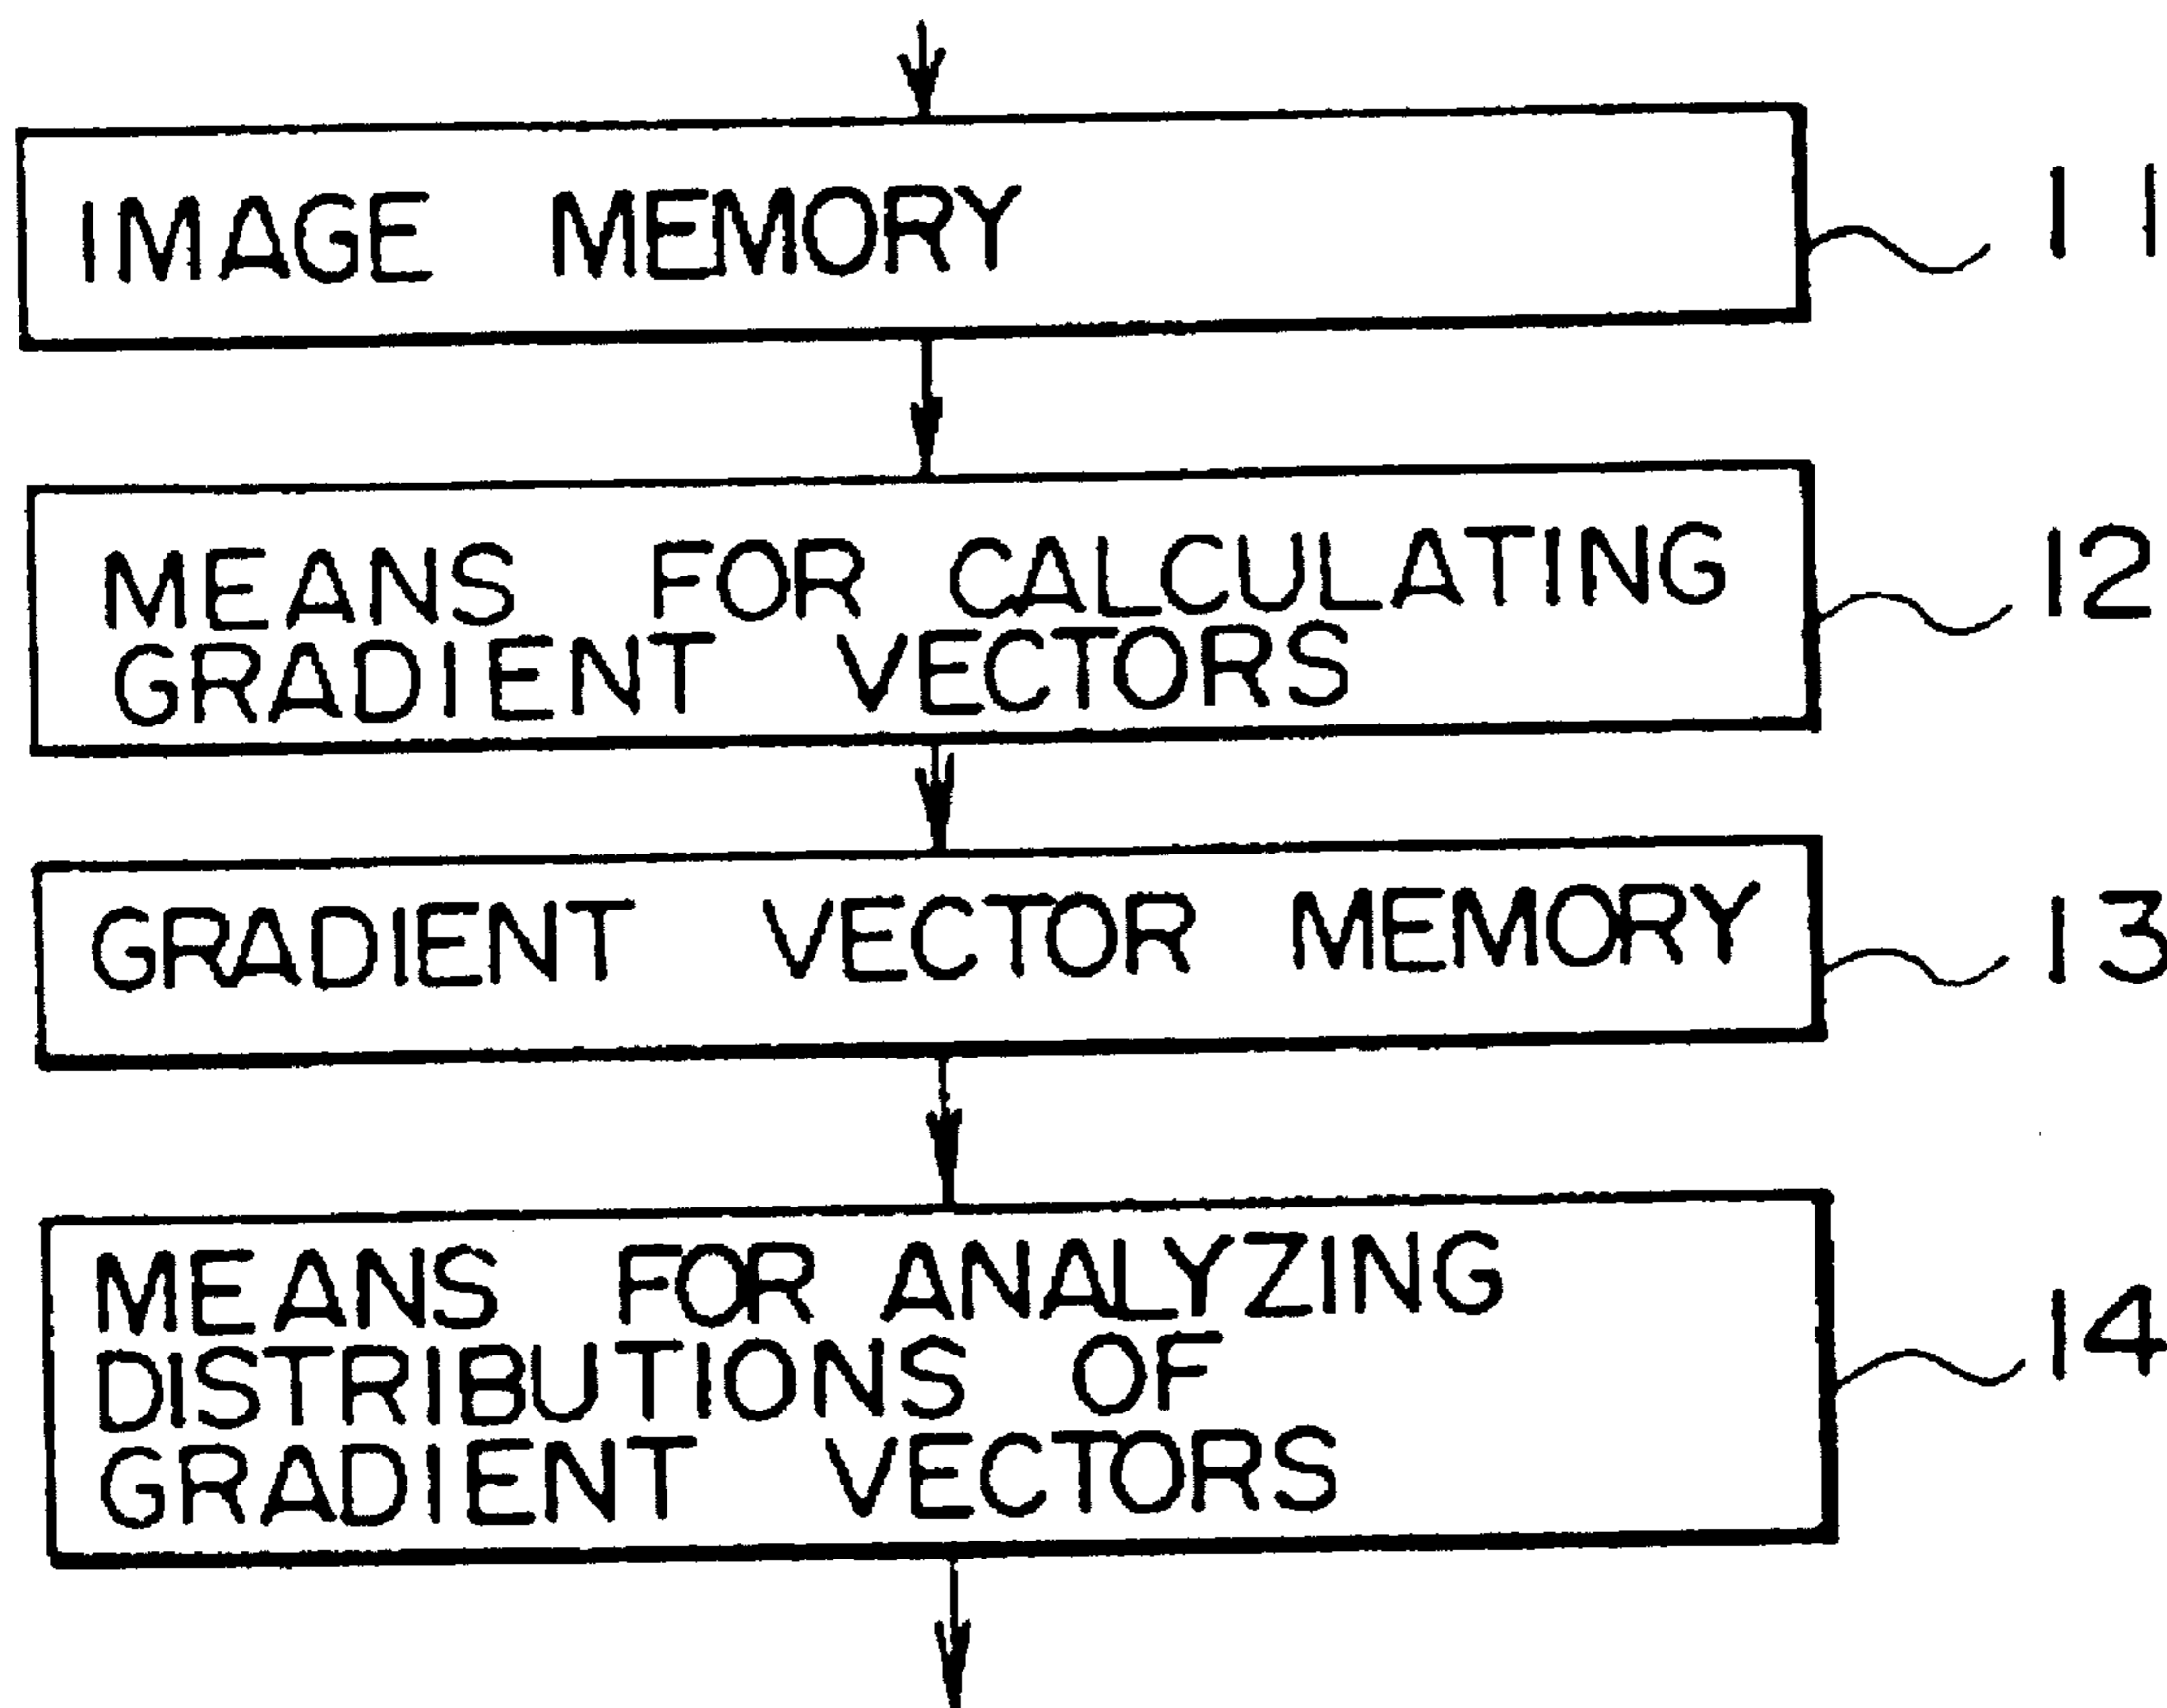 IMAGE MEMORY
11
MEANS FOR CALCULATING
GRADIENT VECTORS
12
GRADIENT VECTOR MEMORY
13
MEANS FOR ANALYZING
DISTRIBUTIONS OF
GRADIENT VECTORS
14